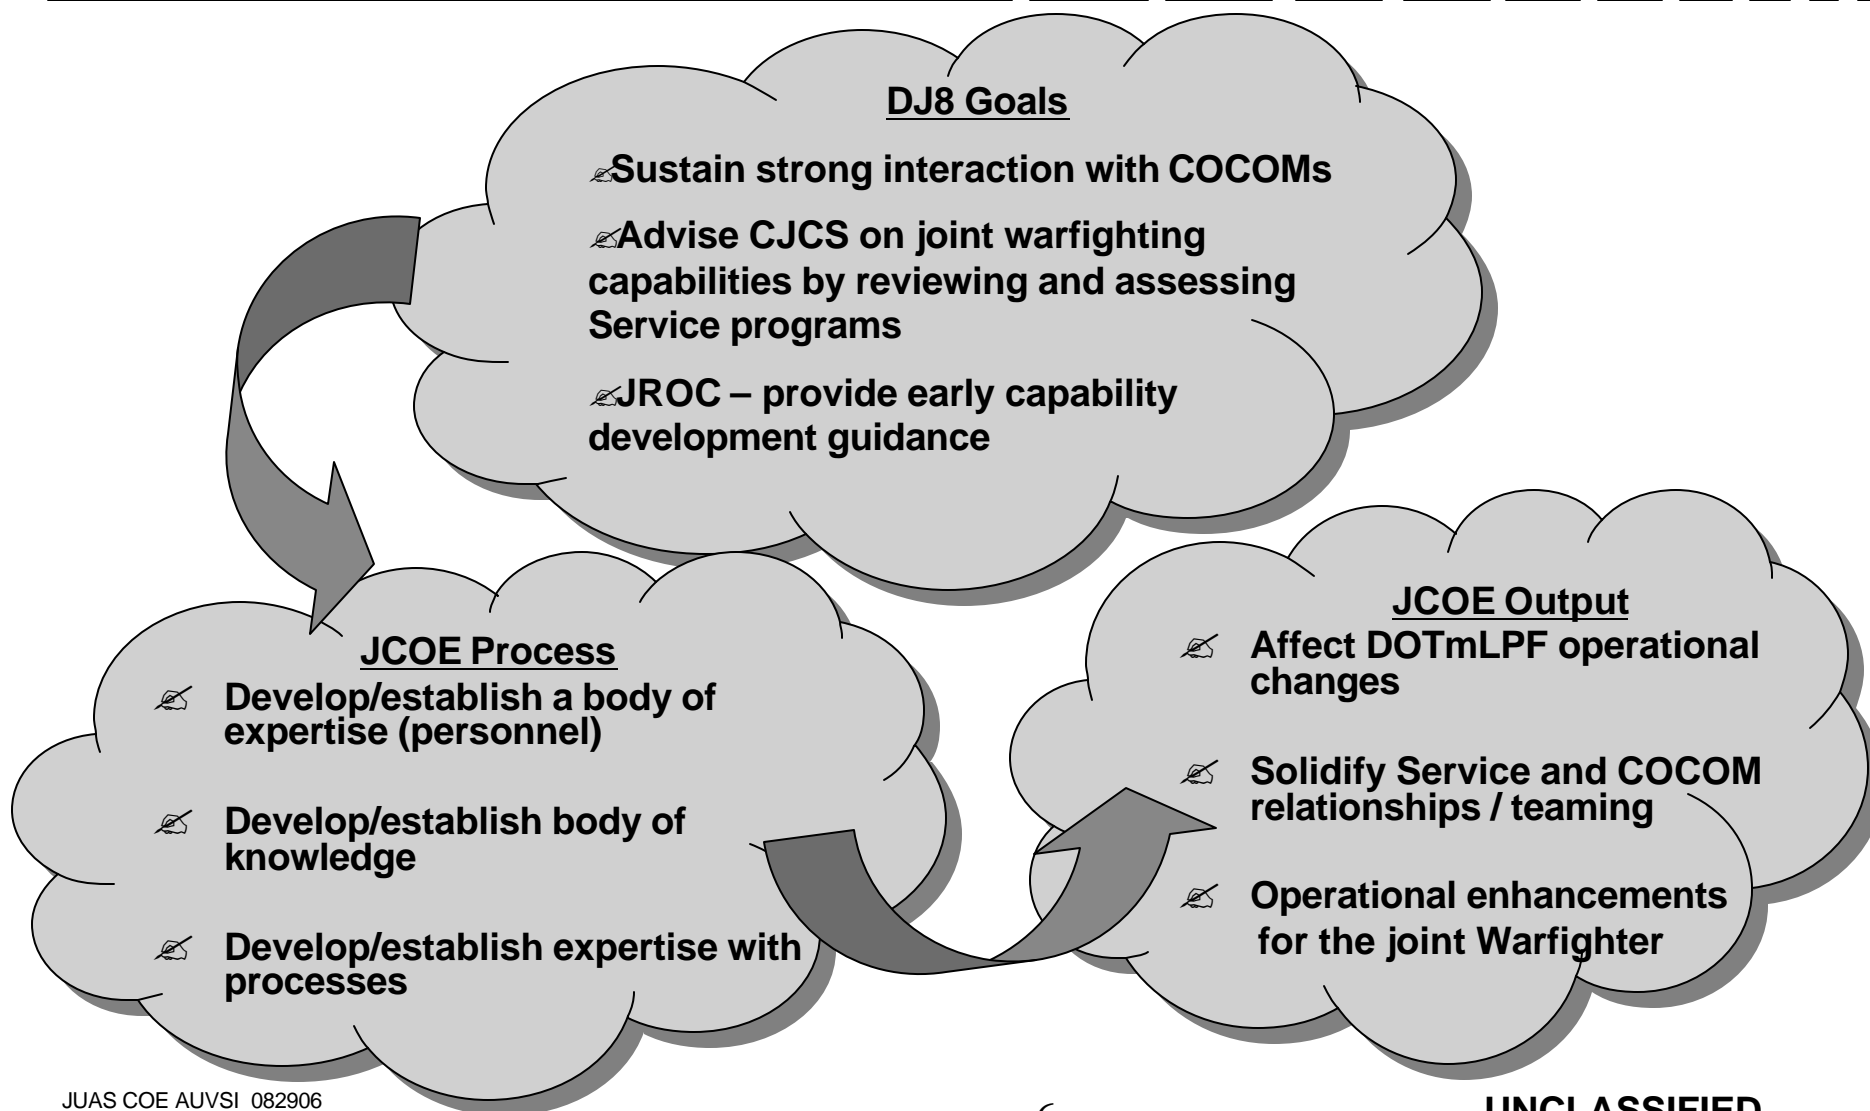 DJ8 Goals
Sustain strong interaction with COCOMs
Advise CJCS on joint warfighting
capabilities by reviewing and assessing
Service programs
JROC – provide early capability
development guidance
JCOE Process
Develop/establish a body of
expertise (personnel)
Develop/establish body of
knowledge
Develop/establish expertise with
processes
JCOE Output
Affect DOTmLPF operational
changes
Solidify Service and COCOM
relationships / teaming
Operational enhancements
for the joint Warfighter
JUAS COE AUVSI 082906
UNCLASSIFIED